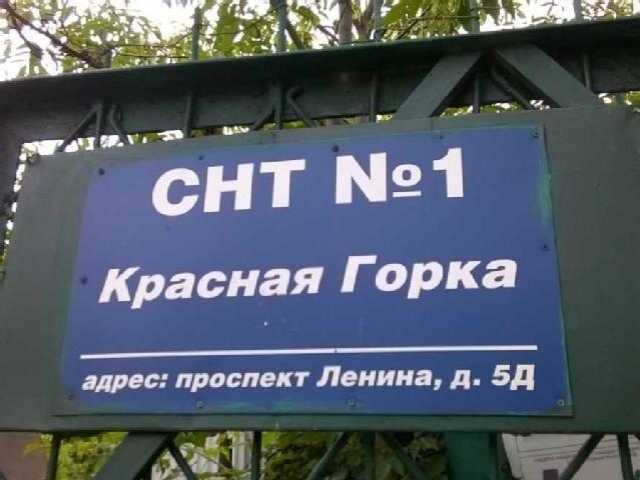 СНТ №1
Красная Горка
адрес: проспект Ленина, д. 5Д